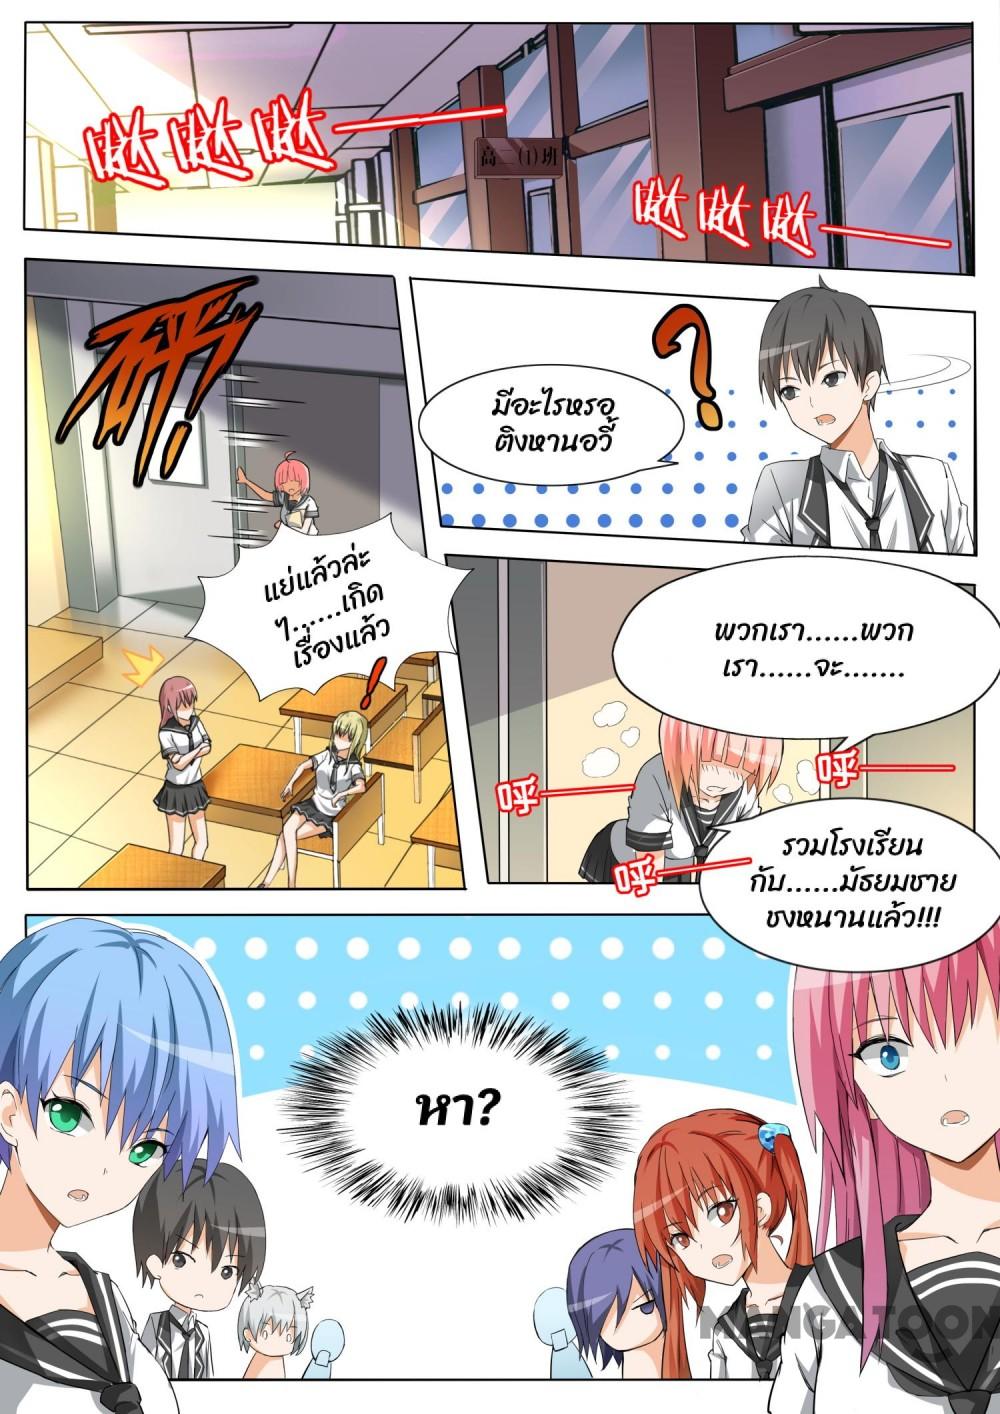 哒哒哒
高二(1)班
哒哒哒
砰!
มีอะไรหรอ
ติงหานอวี้
?
แย่แล้วล่ะ
ๆ......เกิด
เรื่องแล้ว
!
พวกเรา......พวก
เรา......จะ.......
呼
呼
呼
รวมโรงเรียน
กับ......มัธยมชาย
ชงหนานแล้ว!!!
หา?
MANGATOON